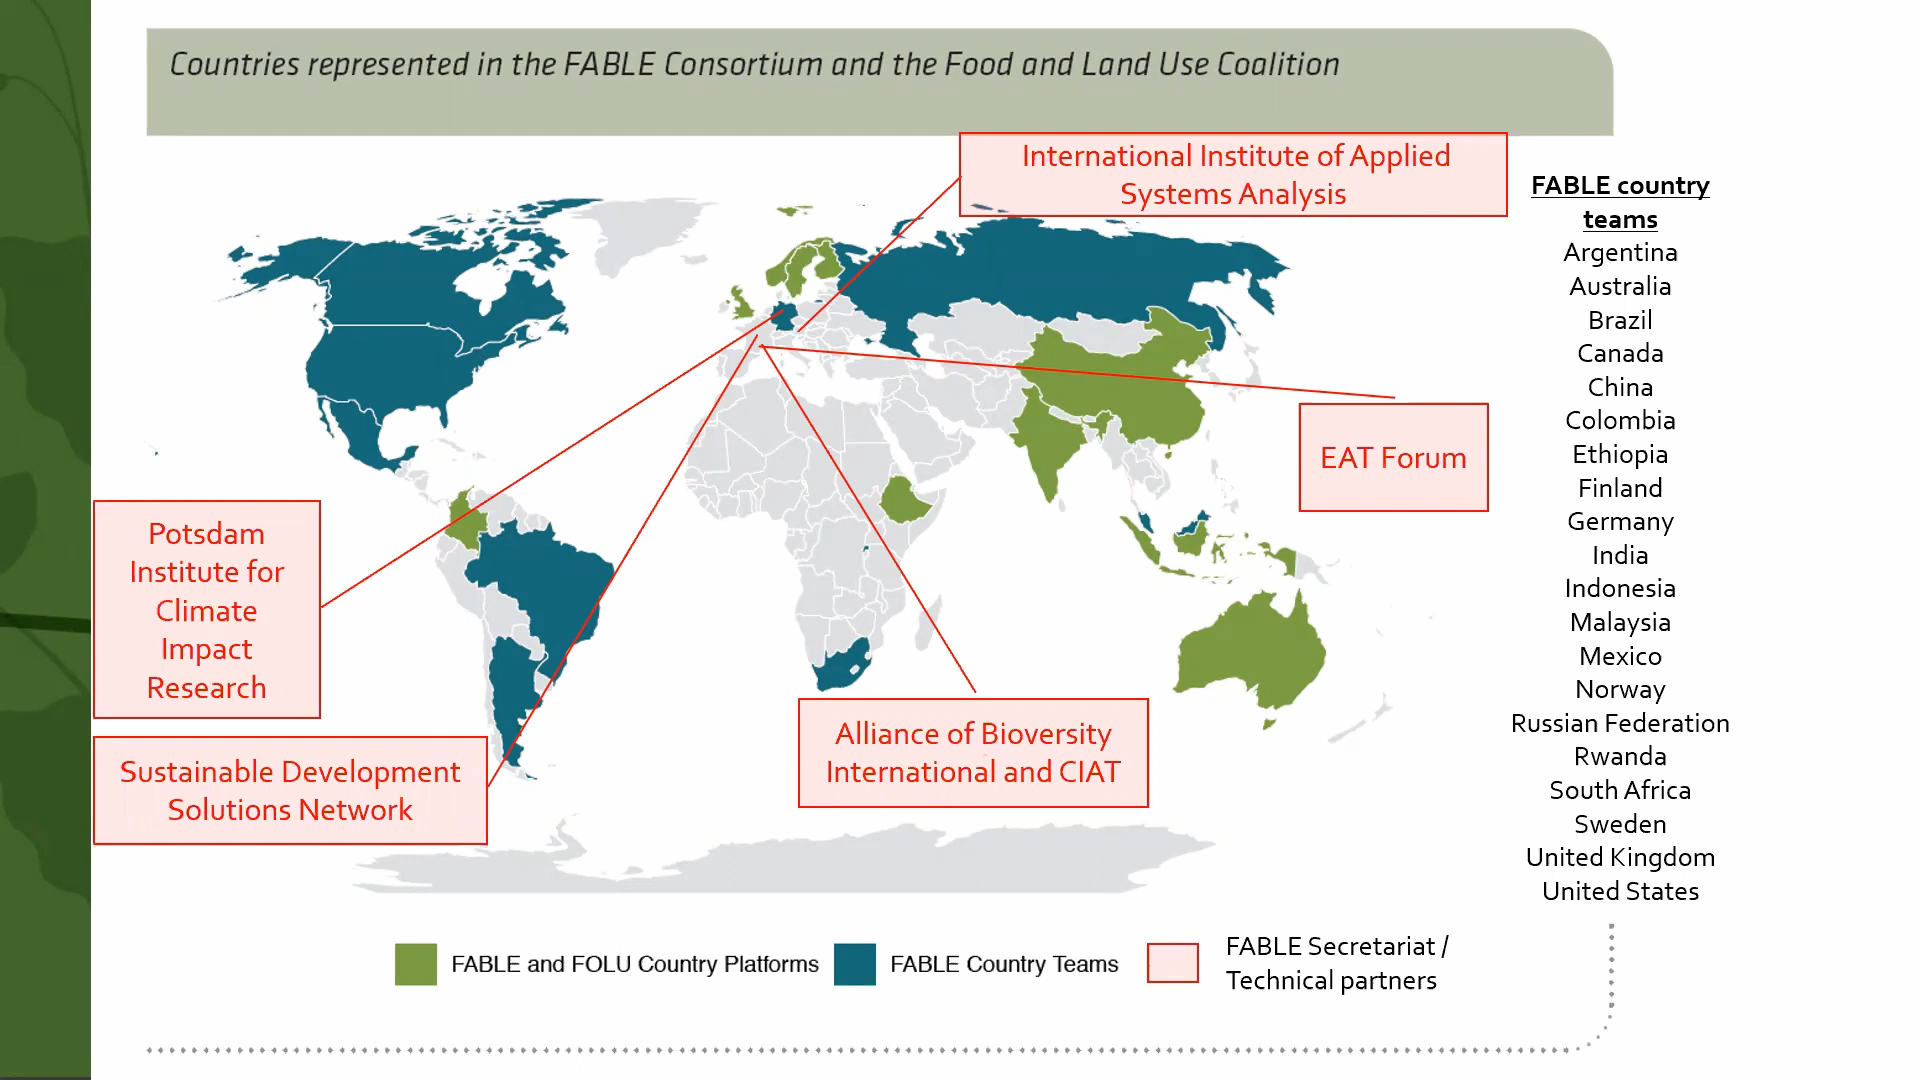 Countries represented in the FABLE Consortium and the Food and Land Use Coalition
International Institute of Applied
Systems Analysis
EAT Forum
Potsdam
Institute for
Climate
Impact
Research
Sustainable Development
Solutions Network
Alliance of Bioversity
International and CIAT
FABLE country
teams
Argentina
Australia
Brazil
Canada
China
Colombia
Ethiopia
Finland
Germany
India
Indonesia
Malaysia
Mexico
Norway
Russian Federation
Rwanda
South Africa
Sweden
United Kingdom
United States
FABLE and FOLU Country Platforms
FABLE Country Teams
FABLE Secretariat /
Technical partners